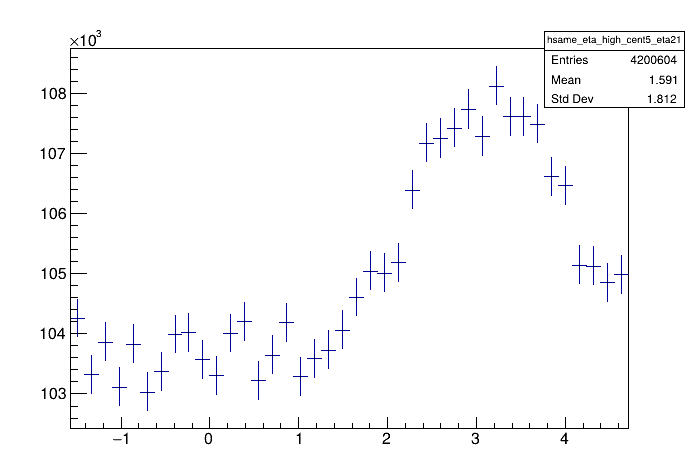 ×10³
hsame_eta_high_cent5_eta21
Entries 4200604
Mean 1.591
Std Dev 1.812
108
107
106
105
104
103
−1 0 1 2 3 4